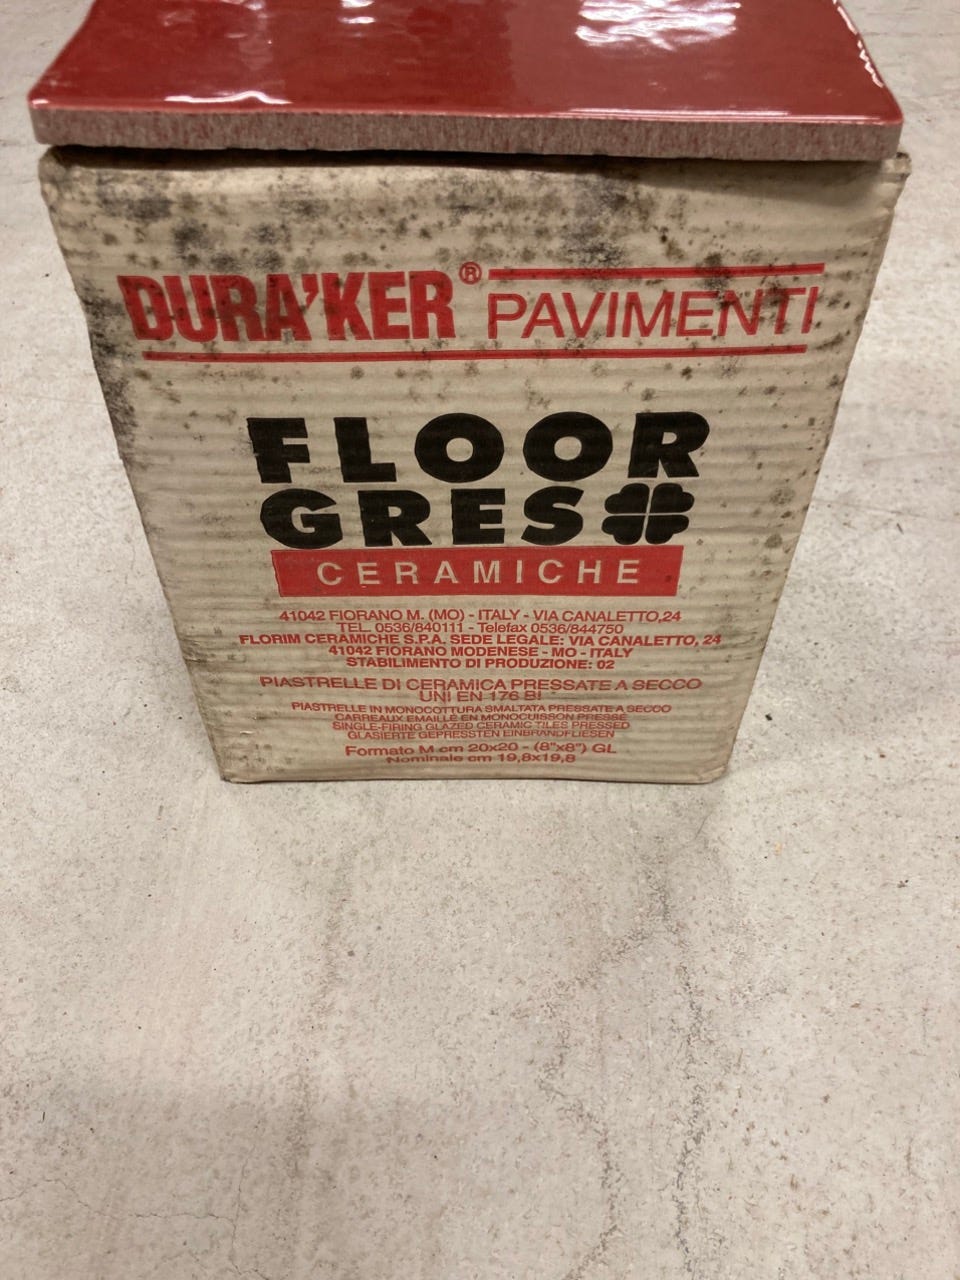 DURA'KER® PAVIMENTI
FLOOR
GRES
CERAMICHE
41042 FIORANO M. (MO) - ITALY - VIA CANALETTO,24
TEL. 0536/840111 - Telefax 0536/844750
FLORIM CERAMICHE S.P.A. SEDE LEGALE: VIA CANALETTO, 24
41042 FIORANO MODENESE - MO - ITALY
STABILIMENTO DI PRODUZIONE: 02
PIASTRELLE DI CERAMICA PRESSATE A SECCO
UNI EN 176 BI
PIASTRELLE IN MONOCOTTURA SMALTATA PRESSATE A SECCO
CARREAUX EMAILLÉ EN MONOCUISSON PRESSÉ
SINGLE-FIRING GLAZED CERAMIC TILES PRESSED
GLASIERTE GEPRESSTEN EINBRANDFLIESEN
Formato M cm 20x20 - (8"x8") GL
Nominale cm 19,8x19,8